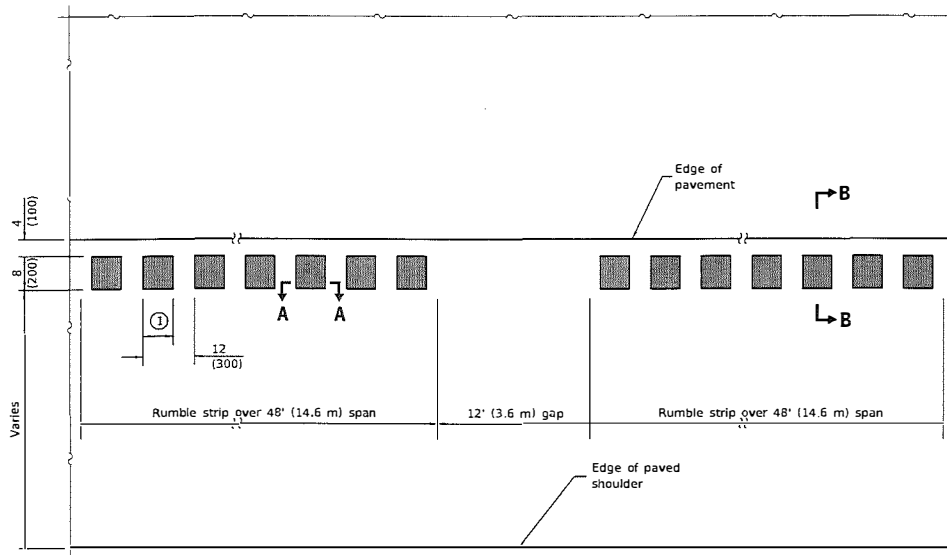 Edge of
pavement
B
4
(100)
8
(200)
A A
B
1
12
(300)
Rumble strip over 48' (14.6 m) span
12' (3.6 m) gap
Rumble strip over 48' (14.6 m) span
Varies
Edge of paved
shoulder